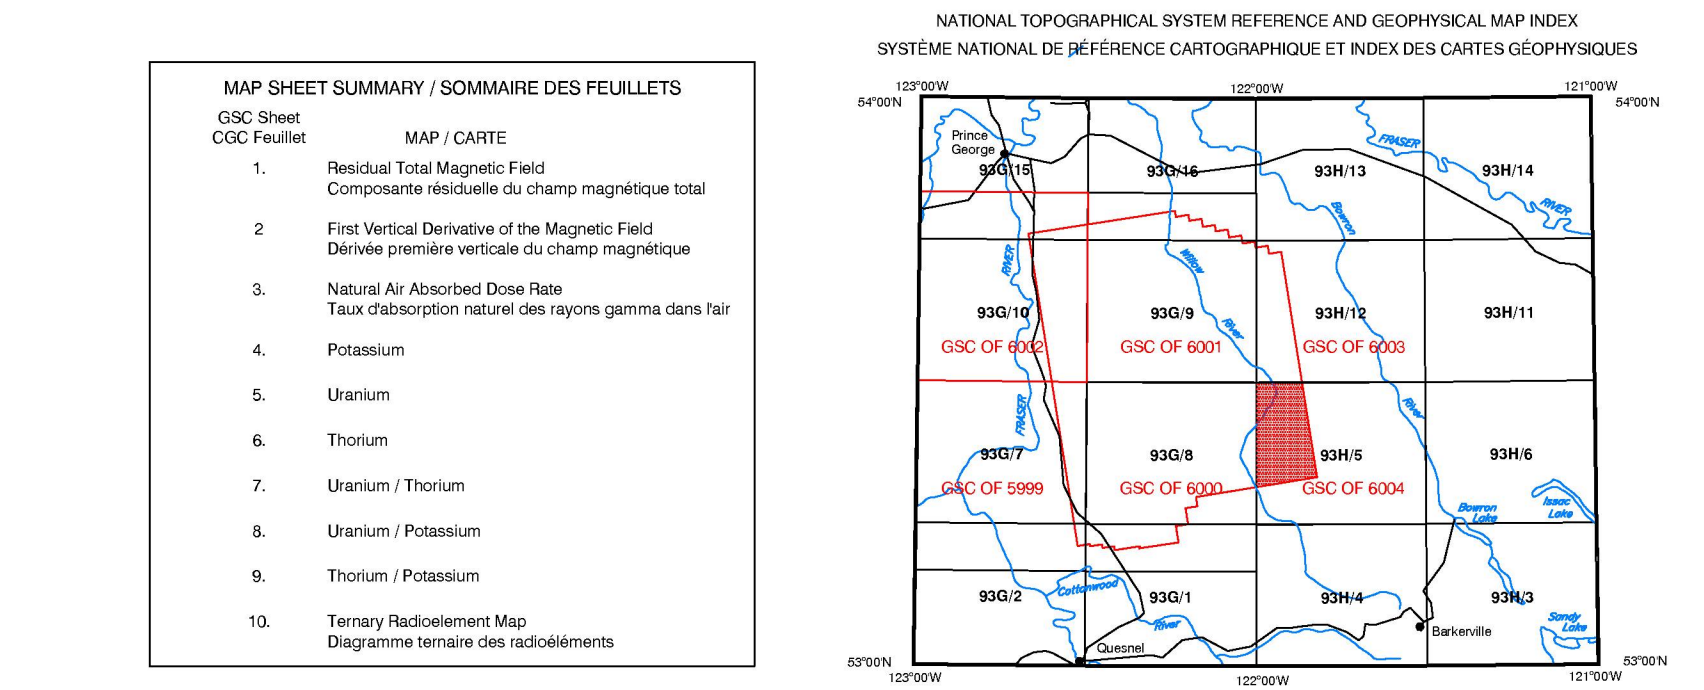 MAP SHEET SUMMARY / SOMMAIRE DES FEUILLETS
GSC Sheet
CGC Feuillet
MAP / CARTE
1.
Residual Total Magnetic Field
Composante résiduelle du champ magnétique total
2
First Vertical Derivative of the Magnetic Field
Dérivée première verticale du champ magnétique
3.
Natural Air Absorbed Dose Rate
Taux d'absorption naturel des rayons gamma dans l'air
4.
Potassium
5.
Uranium
6.
Thorium
7.
Uranium / Thorium
8.
Uranium / Potassium
9.
Thorium / Potassium
10.
Ternary Radioelement Map
Diagramme ternaire des radioéléments
NATIONAL TOPOGRAPHICAL SYSTEM REFERENCE AND GEOPHYSICAL MAP INDEX
SYSTÈME NATIONAL DE RÉFÉRENCE CARTOGRAPHIQUE ET INDEX DES CARTES GÉOPHYSIQUES
123°00'W
122°00'W
121°00'W
54°00'N
54°00'N
Prince
George
FRASER
93G/15
93G/16
93H/13
93H/14
RIVER
Bowron
RIVER
Willow
93G/10
93G/9
93H/12
93H/11
River
GSC OF 6002
GSC OF 6001
GSC OF 6003
FRASER
River
93G/7
93G/8
93H/5
93H/6
GSC OF 5999
GSC OF 6000
GSC OF 6004
Bowron
Lake
Issac
Lake
Cottonwood
93G/2
93G/1
93H/4
93H/3
River
Barkerville
Sandy
Lake
Quesnel
53°00'N
53°00'N
123°00'W
122°00'W
121°00'W